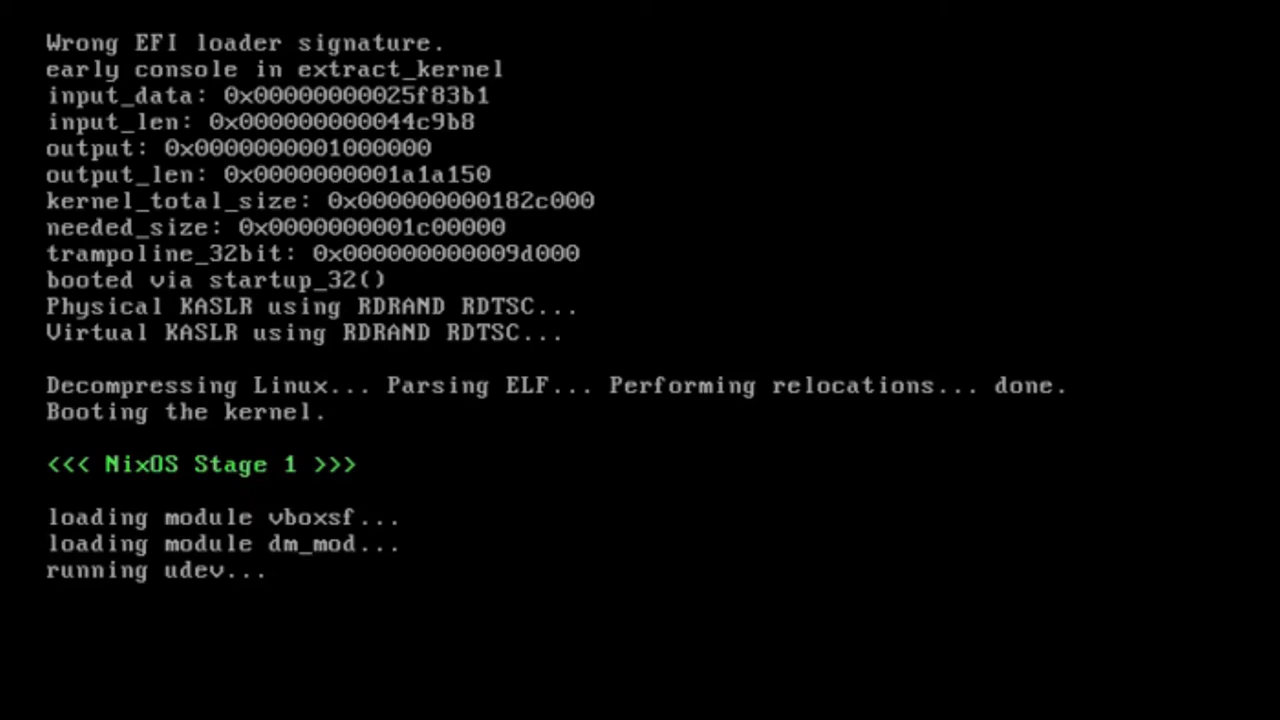 Wrong EFI loader signature.
early console in extract_kernel
input_data: 0x00000000025f83b1
input_len: 0x000000000044c9b8
output: 0x0000000001000000
output_len: 0x0000000001a1a150
kernel_total_size: 0x000000000182c000
needed_size: 0x0000000001c00000
trampoline_32bit: 0x000000000009d000
booted via startup_32()
Physical KASLR using RDRAND RDTSC...
Virtual KASLR using RDRAND RDTSC...
Decompressing Linux... Parsing ELF... Performing relocations... done.
Booting the kernel.
<<< NixOS Stage 1 >>>
loading module vboxsf...
loading module dm_mod...
running udev...